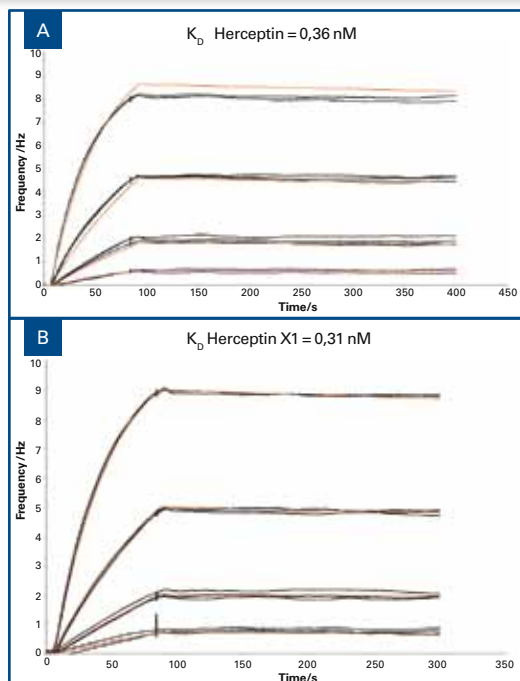 A
K_D Herceptin = 0,36 nM
10
9
8
7
6
5
4
3
2
1
0
Frequency /Hz
0 50 100 150 200 250 300 350 400 450
Time/s
B
K_D Herceptin X1 = 0,31 nM
10
9
8
7
6
5
4
3
2
1
0
Frequency /Hz
0 50 100 150 200 250 300 350
Time/s